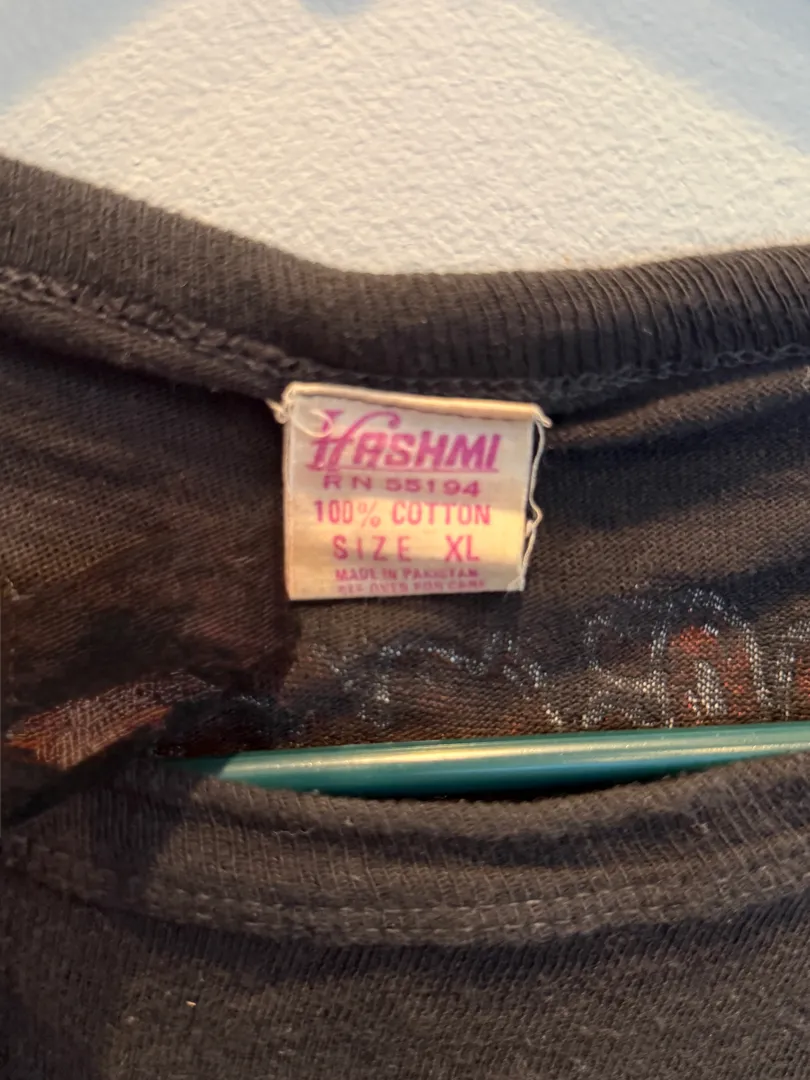 HASHMI
RN 55194
100% COTTON
SIZE XL
MADE IN PAKISTAN
SEE OVER FOR CARE